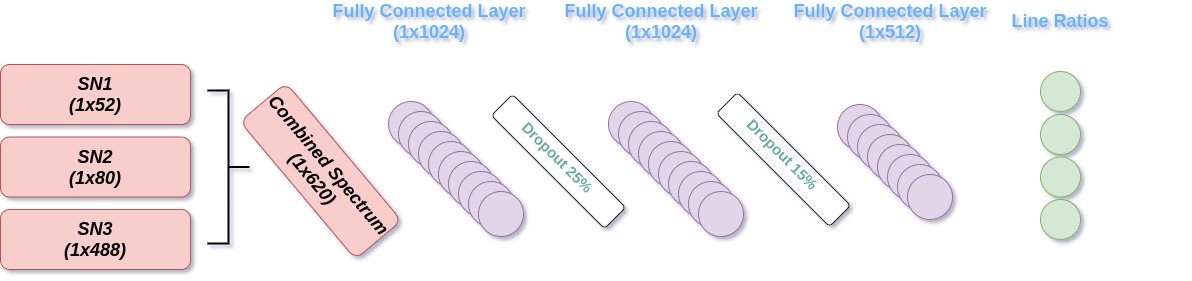 Fully Connected Layer
(1x1024)
Fully Connected Layer
(1x1024)
Fully Connected Layer
(1x512)
Line Ratios
SN1
(1x52)
SN2
(1x80)
SN3
(1x488)
Combined Spectrum
(1x620)
Dropout 25%
Dropout 15%